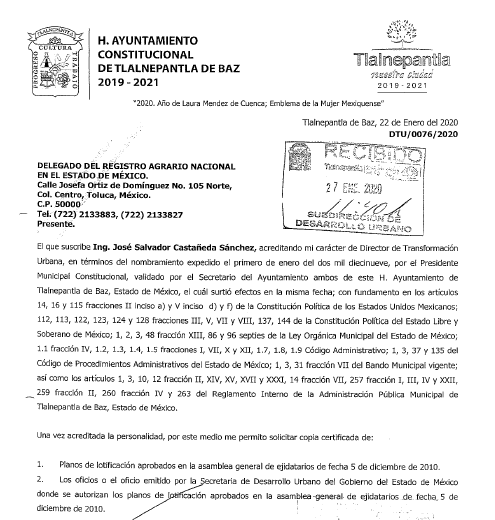 TLALNEPANTLA
CULTURA
PROGRESO
TRABAJO
H. AYUNTAMIENTO
CONSTITUCIONAL
DE TLALNEPANTLA DE BAZ
2019 - 2021
Tlalnepantla
nuestra ciudad
2019 - 2021
"2020. Año de Laura Mendez de Cuenca; Emblema de la Mujer Mexiquense"
Tlalnepantla de Baz, 22 de Enero del 2020
DTU/0076/2020
RECIBIDO
27 ENE. 2020
SUBDIRECCIÓN DE
DESARROLLO URBANO
DELEGADO DEL REGISTRO AGRARIO NACIONAL
EN EL ESTADO DE MÉXICO.
Calle Josefa Ortiz de Domínguez No. 105 Norte,
Col. Centro, Toluca, México.
C.P. 50000
Tel. (722) 2133883, (722) 2133827
Presente.
El que suscribe Ing. José Salvador Castañeda Sánchez, acreditando mi carácter de Director de Transformación
Urbana, en términos del nombramiento expedido el primero de enero del dos mil diecinueve, por el Presidente
Municipal Constitucional, validado por el Secretario del Ayuntamiento ambos de este H. Ayuntamiento de
Tlalnepantla de Baz, Estado de México, el cuál surtió efectos en la misma fecha; con fundamento en los artículos
14, 16 y 115 fracciones II inciso a) y V inciso d) y f) de la Constitución Política de los Estados Unidos Mexicanos;
112, 113, 122, 123, 124 y 128 fracciones III, V, VII y VIII, 137, 144 de la Constitución Política del Estado Libre y
Soberano de México; 1, 2, 3, 48 fracción XIII, 86 y 96 septies de la Ley Orgánica Municipal del Estado de México;
1.1 fracción IV, 1.2, 1.3, 1.4, 1.5 fracciones I, VII, X y XII, 1.7, 1.8, 1.9 Código Administrativo; 1, 3, 37 y 135 del
Código de Procedimientos Administrativos del Estado de México; 1, 3, 31 fracción VII del Bando Municipal vigente;
así como los artículos 1, 3, 10, 12 fracción II, XIV, XV, XVII y XXXI, 14 fracción VII, 257 fracción I, III, IV y XXII,
259 fracción II, 260 fracción IV y 263 del Reglamento Interno de la Administración Pública Municipal de
Tlalnepantla de Baz, Estado de México.
Una vez acreditada la personalidad, por este medio me permito solicitar copia certificada de:
1. Planos de lotificación aprobados en la asamblea general de ejidatarios de fecha 5 de diciembre de 2010.
2. Los oficios o el oficio emitido por la Secretaria de Desarrollo Urbano del Gobierno del Estado de México
donde se autorizan los planos de lotificación aprobados en la asamblea general de ejidatarios de fecha 5 de
diciembre de 2010.